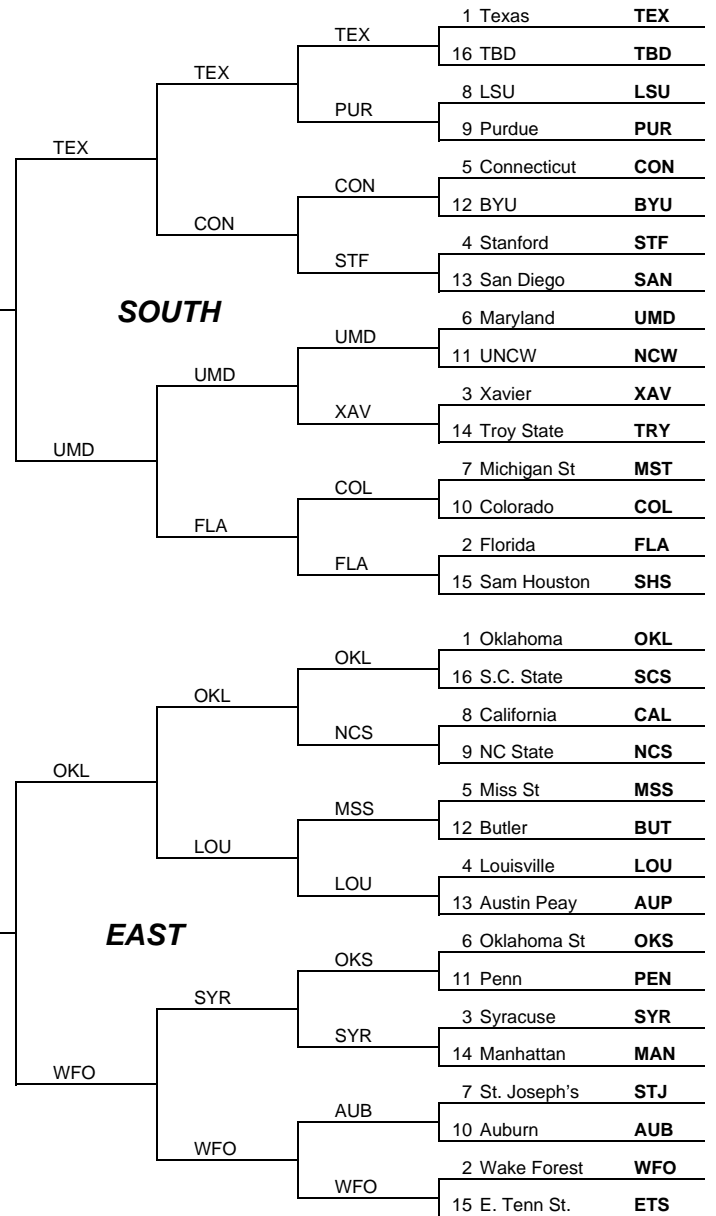 1 Texas TEX
TEX
16 TBD TBD
TEX
8 LSU LSU
PUR
9 Purdue PUR
TEX
5 Connecticut CON
CON
12 BYU BYU
CON
4 Stanford STF
STF
13 San Diego SAN
SOUTH
6 Maryland UMD
UMD
11 UNCW NCW
UMD
3 Xavier XAV
XAV
14 Troy State TRY
UMD
7 Michigan St MST
COL
10 Colorado COL
FLA
2 Florida FLA
FLA
15 Sam Houston SHS
1 Oklahoma OKL
OKL
16 S.C. State SCS
OKL
8 California CAL
NCS
9 NC State NCS
OKL
5 Miss St MSS
MSS
12 Butler BUT
LOU
4 Louisville LOU
LOU
13 Austin Peay AUP
EAST
6 Oklahoma St OKS
OKS
11 Penn PEN
SYR
3 Syracuse SYR
SYR
14 Manhattan MAN
WFO
7 St. Joseph's STJ
AUB
10 Auburn AUB
WFO
2 Wake Forest WFO
WFO
15 E. Tenn St. ETS